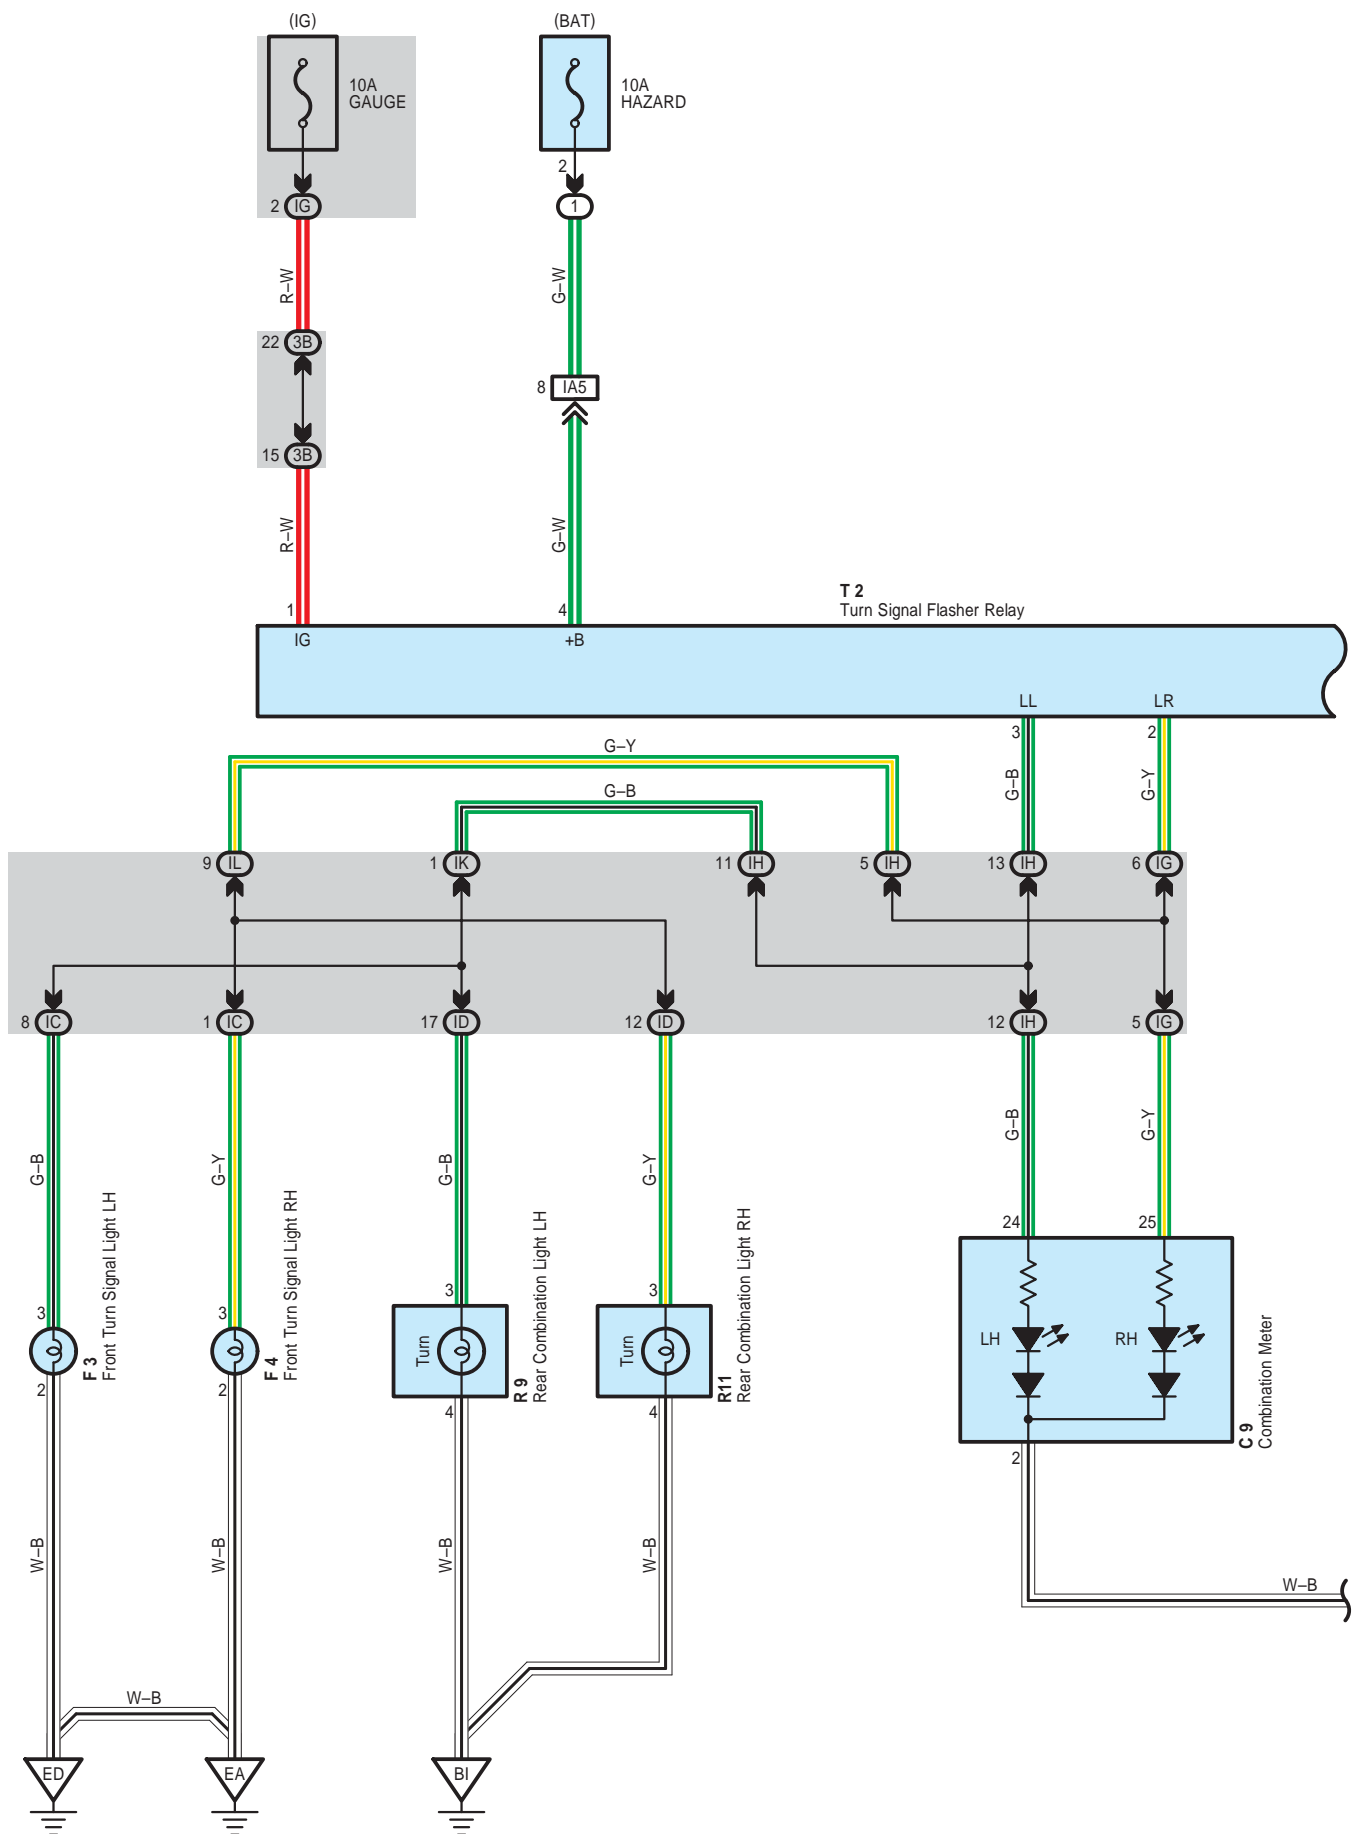 (IG)
(BAT)
10A
GAUGE
10A
HAZARD
2
2 IG
1
R–W
G–W
22 3B
8 IA5
15 3B
R–W
G–W
T 2
Turn Signal Flasher Relay
1
4
IG
+B
LL
LR
3
2
G–Y
G–B
G–B
G–Y
9 IL
1 IK
11 IH
5 IH
13 IH
6 IG
8 IC
1 IC
17 ID
12 ID
12 IH
5 IG
G–B
G–Y
G–B
G–Y
G–B
G–Y
24
25
3
3
3
3
F 3
Front Turn Signal Light LH
F 4
Front Turn Signal Light RH
Turn
R 9
Rear Combination Light LH
Turn
R11
Rear Combination Light RH
LH
RH
C 9
Combination Meter
2
2
4
4
2
W–B
W–B
W–B
W–B
W–B
W–B
ED
EA
BI